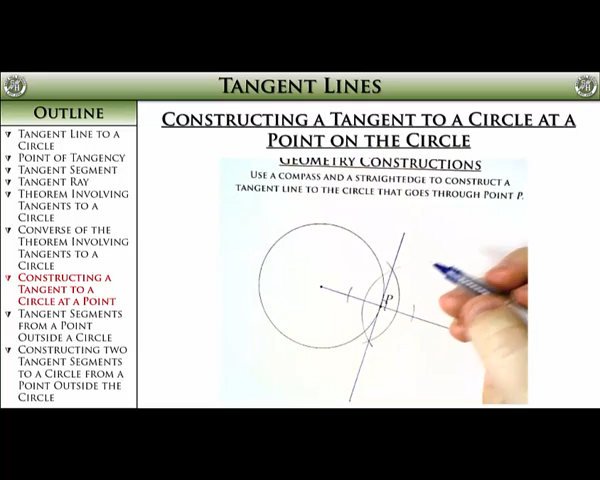 Tangent Lines
Outline
Tangent Line to a
Circle
Point of Tangency
Tangent Segment
Tangent Ray
Theorem Involving
Tangents to a
Circle
Converse of the
Theorem Involving
Tangents to a
Circle
Constructing a
Tangent to a
Circle at a Point
Tangent Segments
from a Point
Outside a Circle
Constructing Two
Tangent Segments
to a Circle from a
Point Outside the
Circle
Constructing a Tangent to a Circle at a
Point on the Circle
Geometry Constructions
Use a compass and a straightedge to construct a
tangent line to the circle that goes through Point P.
P